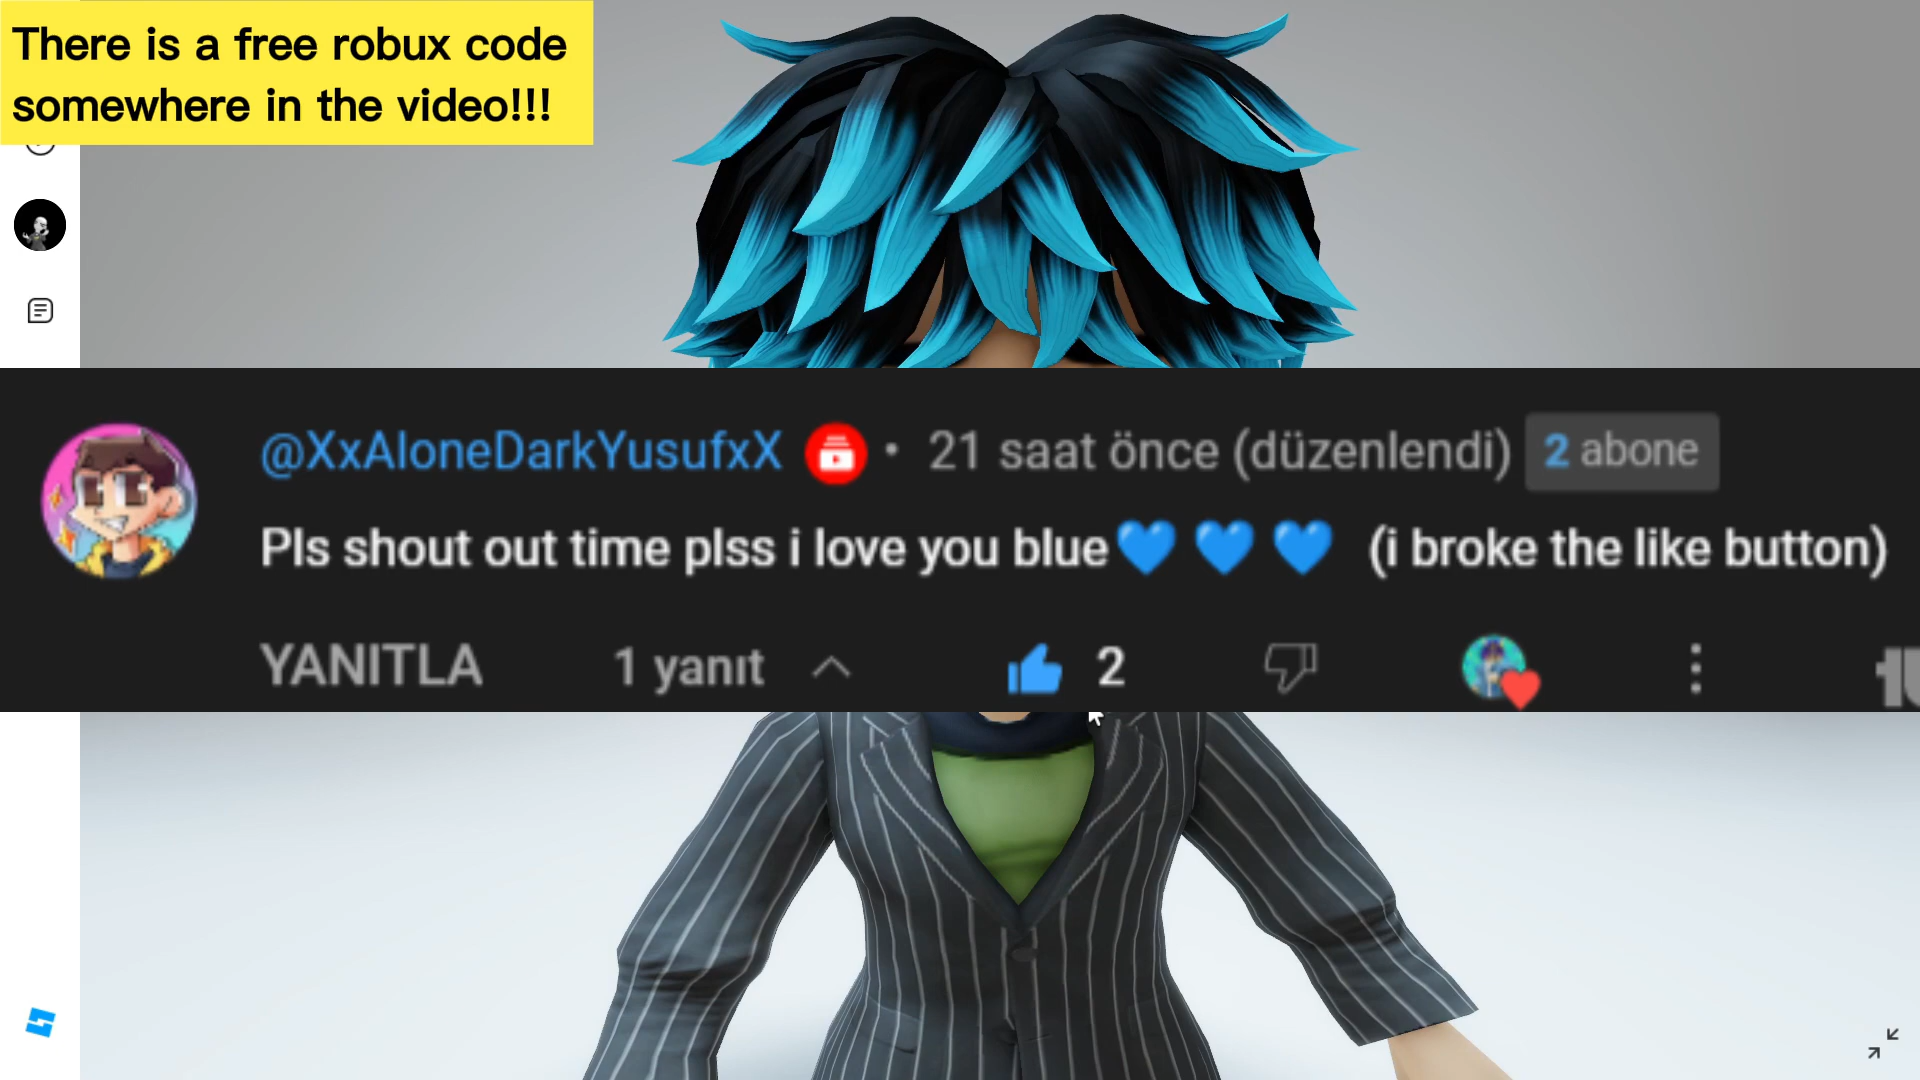 There is a free robux code
somewhere in the video!!!
@XxAloneDarkYusufxX • 21 saat önce (düzenlendi) 2 abone
Pls shout out time plss i love you blue💙 💙 💙 (i broke the like button)
YANITLA 1 yanıt 2